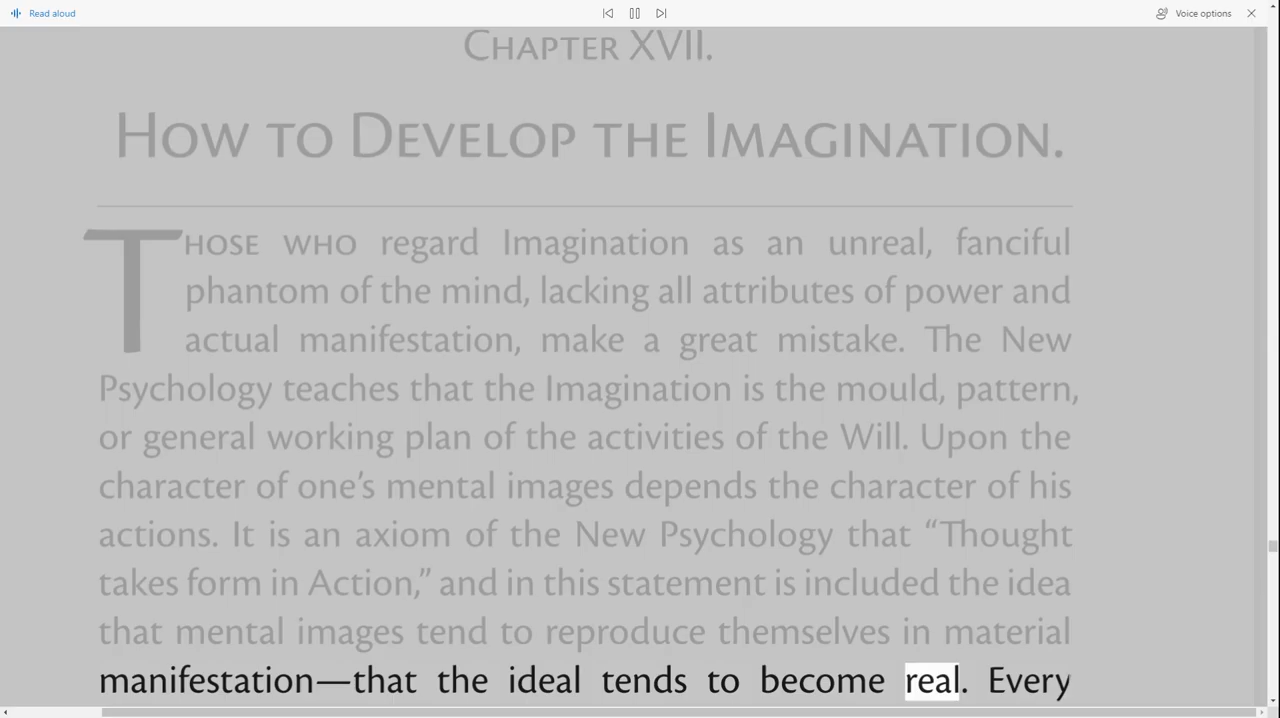 Read aloud
Voice options
CHAPTER XVII.
HOW TO DEVELOP THE IMAGINATION.
THOSE WHO regard Imagination as an unreal, fanciful
phantom of the mind, lacking all attributes of power and
actual manifestation, make a great mistake. The New
Psychology teaches that the Imagination is the mould, pattern,
or general working plan of the activities of the Will. Upon the
character of one’s mental images depends the character of his
actions. It is an axiom of the New Psychology that “Thought
takes form in Action,” and in this statement is included the idea
that mental images tend to reproduce themselves in material
manifestation—that the ideal tends to become real. Every